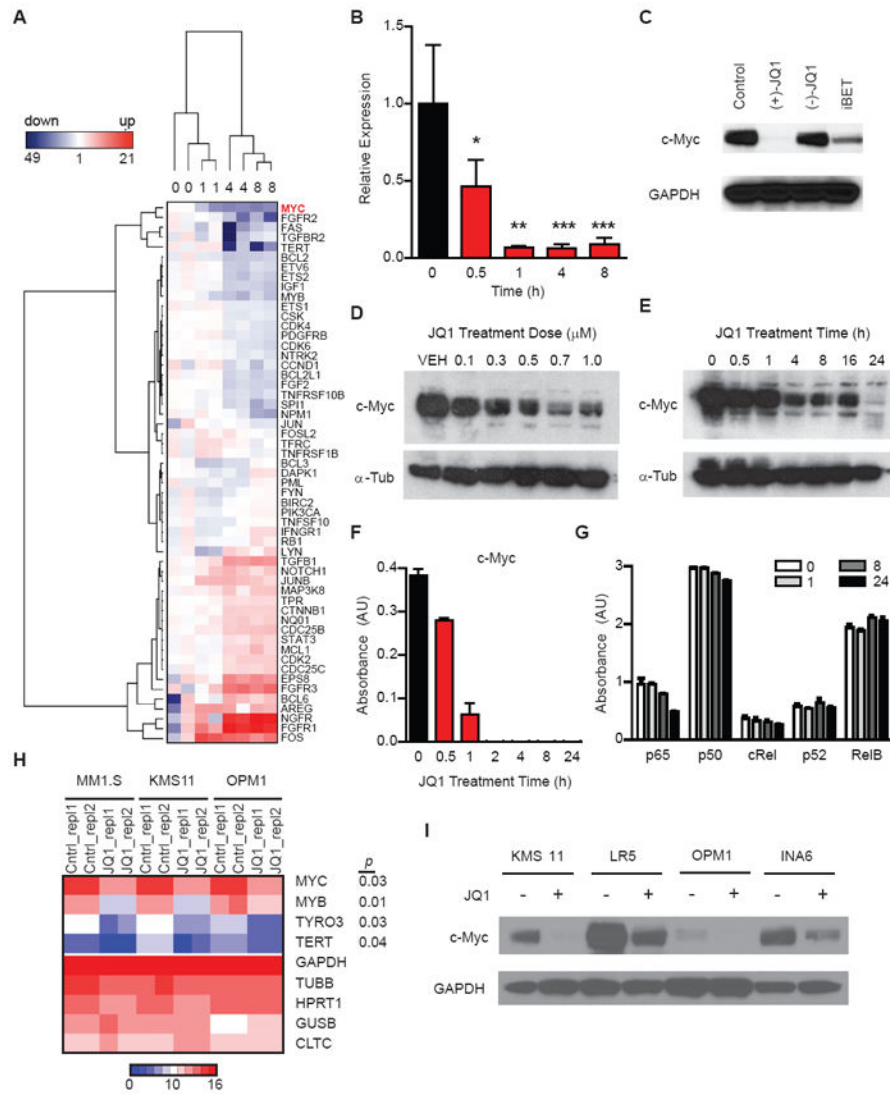 A
down
up
49
1
21
0 0 1 1 4 4 8 8
MYC
FGFR2
FAS
TGFBR2
TERT
BCL2
ETV6
ETS2
IGF1
MYB
ETS1
CSK
CDK4
PDGFRB
CDK6
NTRK2
CCND1
BCL2L1
FGF2
TNFRSF10B
SPI1
NPM1
JUN
FOSL2
TFRC
TNFRSF1B
BCL3
DAPK1
PML
FYN
BIRC2
PIK3CA
TNFSF10
IFNGR1
RB1
LYN
TGFB1
NOTCH1
JUNB
MAP3K8
TPR
CTNNB1
NQ01
CDC25B
STAT3
MCL1
CDK2
CDC25C
EPS8
FGFR3
BCL6
AREG
NGFR
FGFR1
FOS
B
Relative Expression
1.5
1.0
0.5
0.0
*
**
***
***
0 0.5 1 4 8
Time (h)
C
Control
(+)-JQ1
(-)-JQ1
iBET
c-Myc
GAPDH
D
JQ1 Treatment Dose (μM)
VEH 0.1 0.3 0.5 0.7 1.0
c-Myc
α-Tub
E
JQ1 Treatment Time (h)
0 0.5 1 4 8 16 24
c-Myc
α-Tub
F
c-Myc
Absorbance (AU)
0.4
0.3
0.2
0.1
0.0
0 0.5 1 2 4 8 24
JQ1 Treatment Time (h)
G
0 8
1 24
Absorbance (AU)
3
2
1
0
p65 p50 cRel p52 RelB
H
MM1.S KMS11 OPM1
Cntrl_repl1
Cntrl_repl2
JQ1_repl1
JQ1_repl2
Cntrl_repl1
Cntrl_repl2
JQ1_repl1
JQ1_repl2
Cntrl_repl1
Cntrl_repl2
JQ1_repl1
JQ1_repl2
p
MYC 0.03
MYB 0.01
TYRO3 0.03
TERT 0.04
GAPDH
TUBB
HPRT1
GUSB
CLTC
0 10 16
I
KMS 11 LR5 OPM1 INA6
JQ1 - + - + - + - +
c-Myc
GAPDH